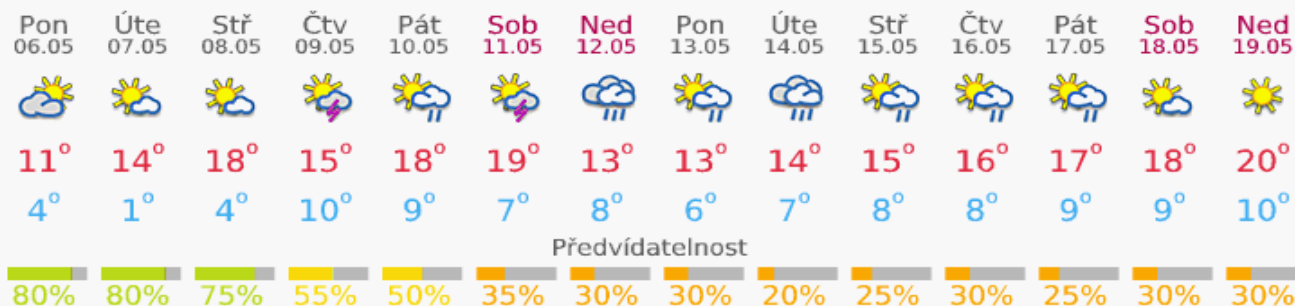 Pon Úte Stř Čtv Pát Sob Ned Pon Úte Stř Čtv Pát Sob Ned
06.05 07.05 08.05 09.05 10.05 11.05 12.05 13.05 14.05 15.05 16.05 17.05 18.05 19.05
11° 14° 18° 15° 18° 19° 13° 13° 14° 15° 16° 17° 18° 20°
4° 1° 4° 10° 9° 7° 8° 6° 7° 8° 8° 9° 9° 10°
Předvídatelnost
80% 80% 75% 55% 50% 35% 30% 30% 20% 25% 30% 25% 30% 30%